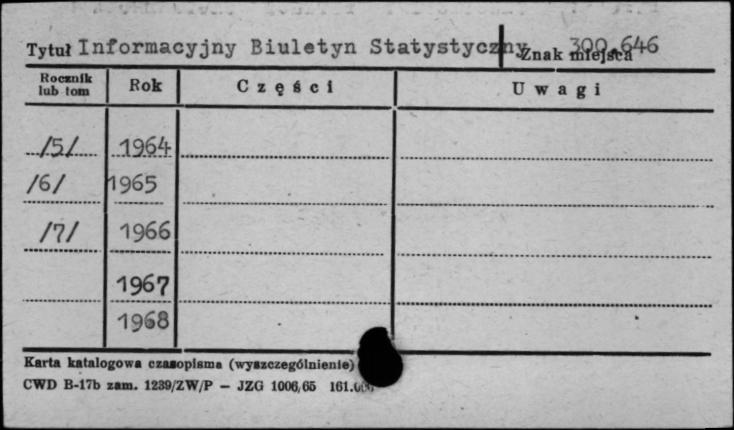 Tytuł Informacyjny Biuletyn Statystyczny Znak miejsca 300.646
Rocznik lub tom Rok Części Uwagi
/5/ 1964
/6/ 1965
/7/ 1966
1967
1968
Karta katalogowa czasopisma (wyszczególnienie)
CWD B-17b zam. 1239/ZW/P — JZG 1006/65